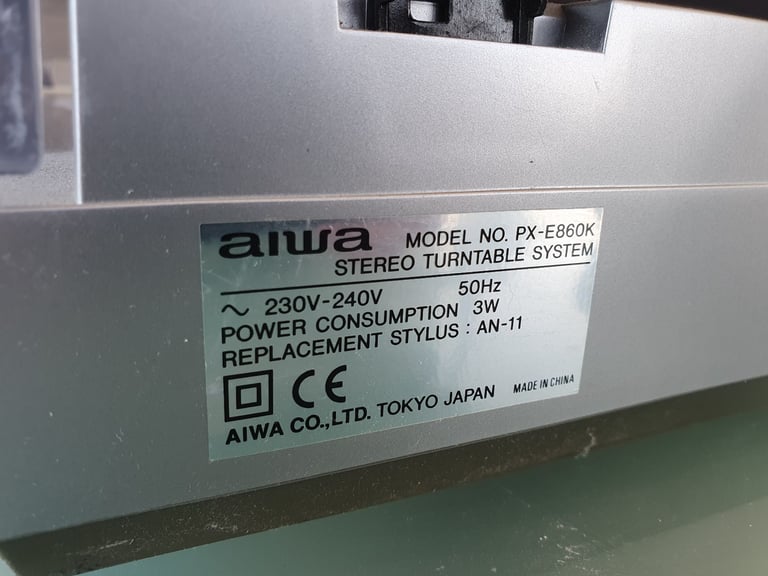 aiwa MODEL NO. PX-E860K
STEREO TURNTABLE SYSTEM
~ 230V-240V 50Hz
POWER CONSUMPTION 3W
REPLACEMENT STYLUS : AN-11
CE
AIWA CO.,LTD. TOKYO JAPAN MADE IN CHINA